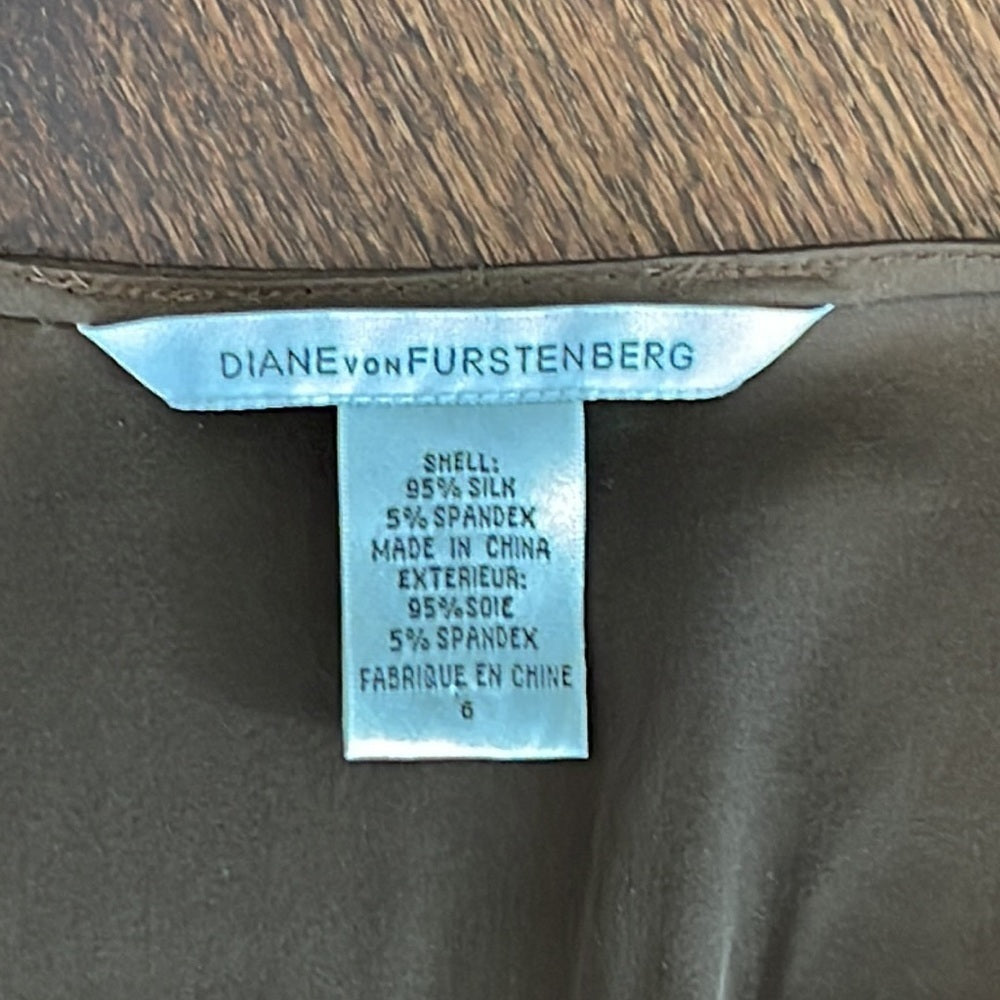 DIANE VON FURSTENBERG
SHELL:
95% SILK
5% SPANDEX
MADE IN CHINA
EXTERIEUR:
95% SOIE
5% SPANDEX
FABRIQUE EN CHINE
6